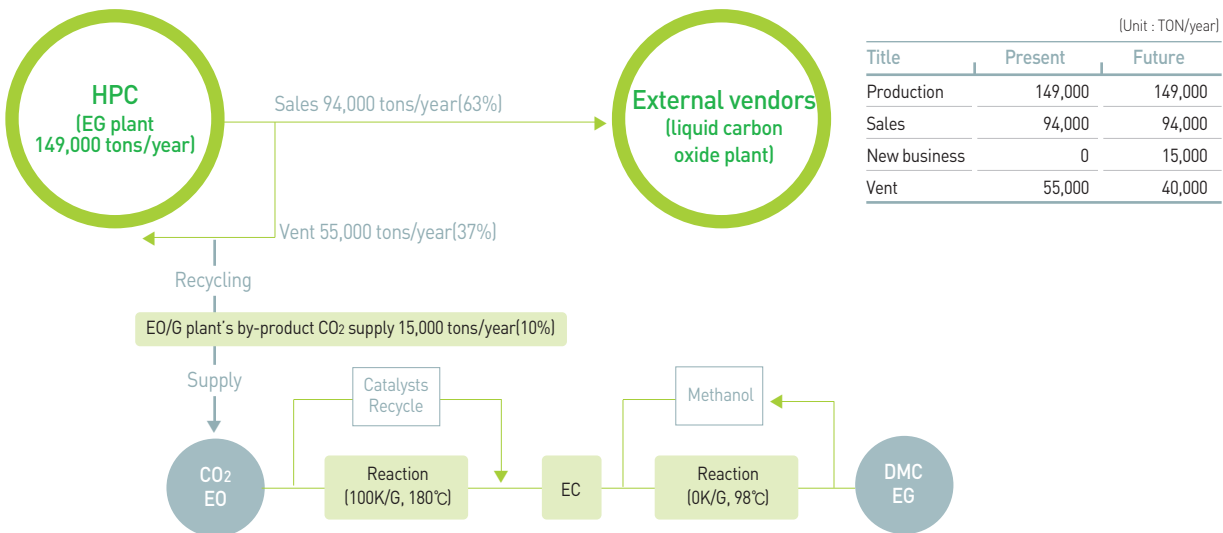 HPC
(EG plant
149,000 tons/year)
Sales 94,000 tons/year(63%)
External vendors
(liquid carbon
oxide plant)
(Unit : TON/year)
Title Present Future
Production 149,000 149,000
Sales 94,000 94,000
New business 0 15,000
Vent 55,000 40,000
Vent 55,000 tons/year(37%)
Recycling
EO/G plant's by-product CO2 supply 15,000 tons/year(10%)
Supply
Catalysts
Recycle
Methanol
CO2
EO
Reaction
(100K/G, 180℃)
EC
Reaction
(0K/G, 98℃)
DMC
EG